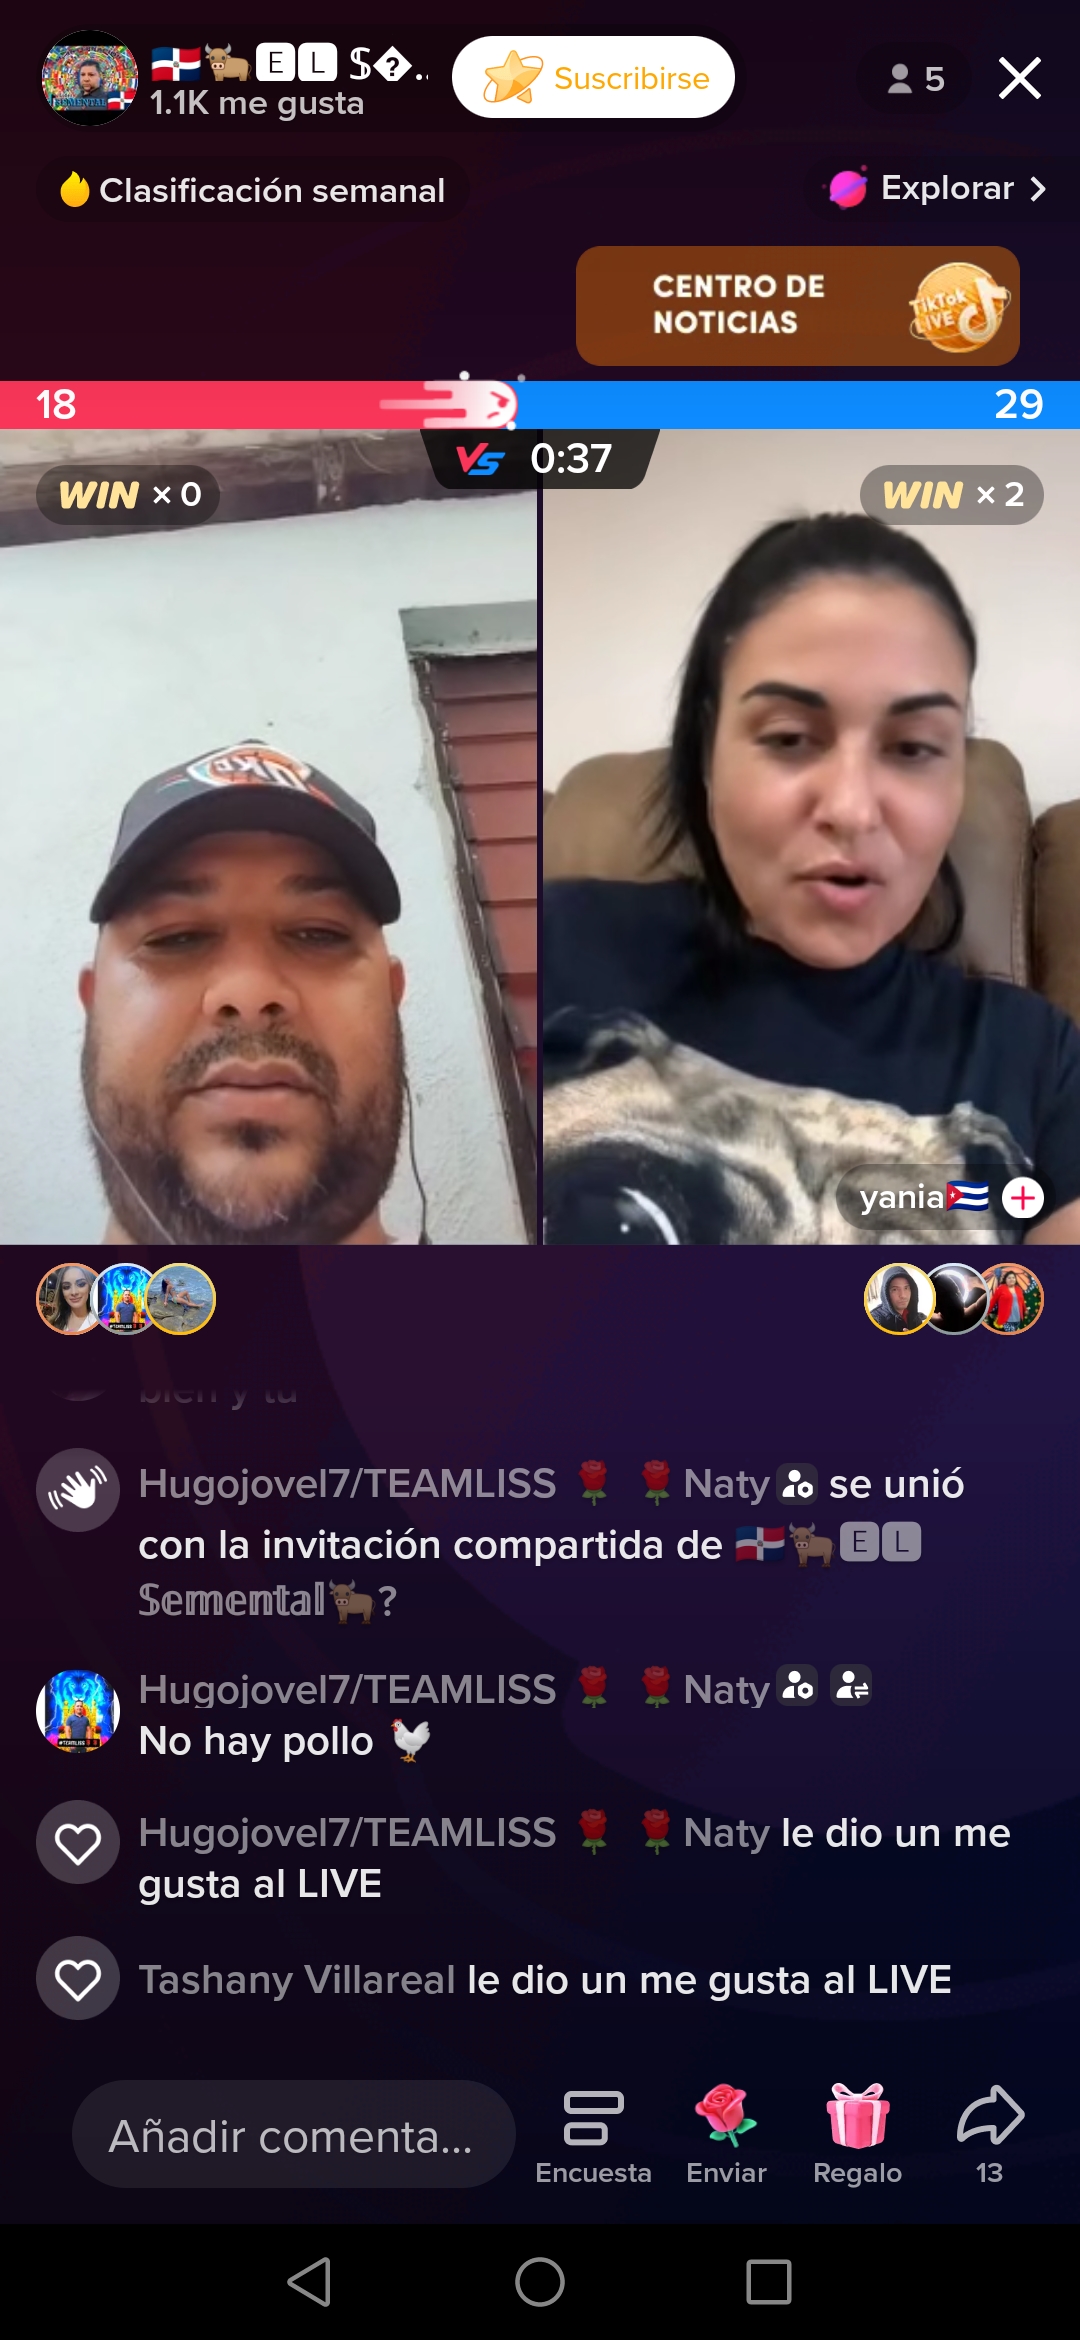 🇩🇴🐂🄴🄻 $�..
1.1K me gusta
Suscribirse
5
Clasificación semanal
Explorar
CENTRO DE
NOTICIAS
TikTok
LIVE
18
29
VS 0:37
WIN × 0
WIN × 2
yania🇨🇺
bien y tu
Hugojovel7/TEAMLISS 🌹 🌹 Naty se unió
con la invitación compartida de 🇩🇴🐂🄴🄻
𝕊𝕖𝕞𝕖𝕟𝕥𝕒𝕝🐂?
Hugojovel7/TEAMLISS 🌹 🌹 Naty
No hay pollo 🐓
Hugojovel7/TEAMLISS 🌹 🌹 Naty le dio un me
gusta al LIVE
Tashany Villareal le dio un me gusta al LIVE
Añadir comenta...
Encuesta
Enviar
Regalo
13